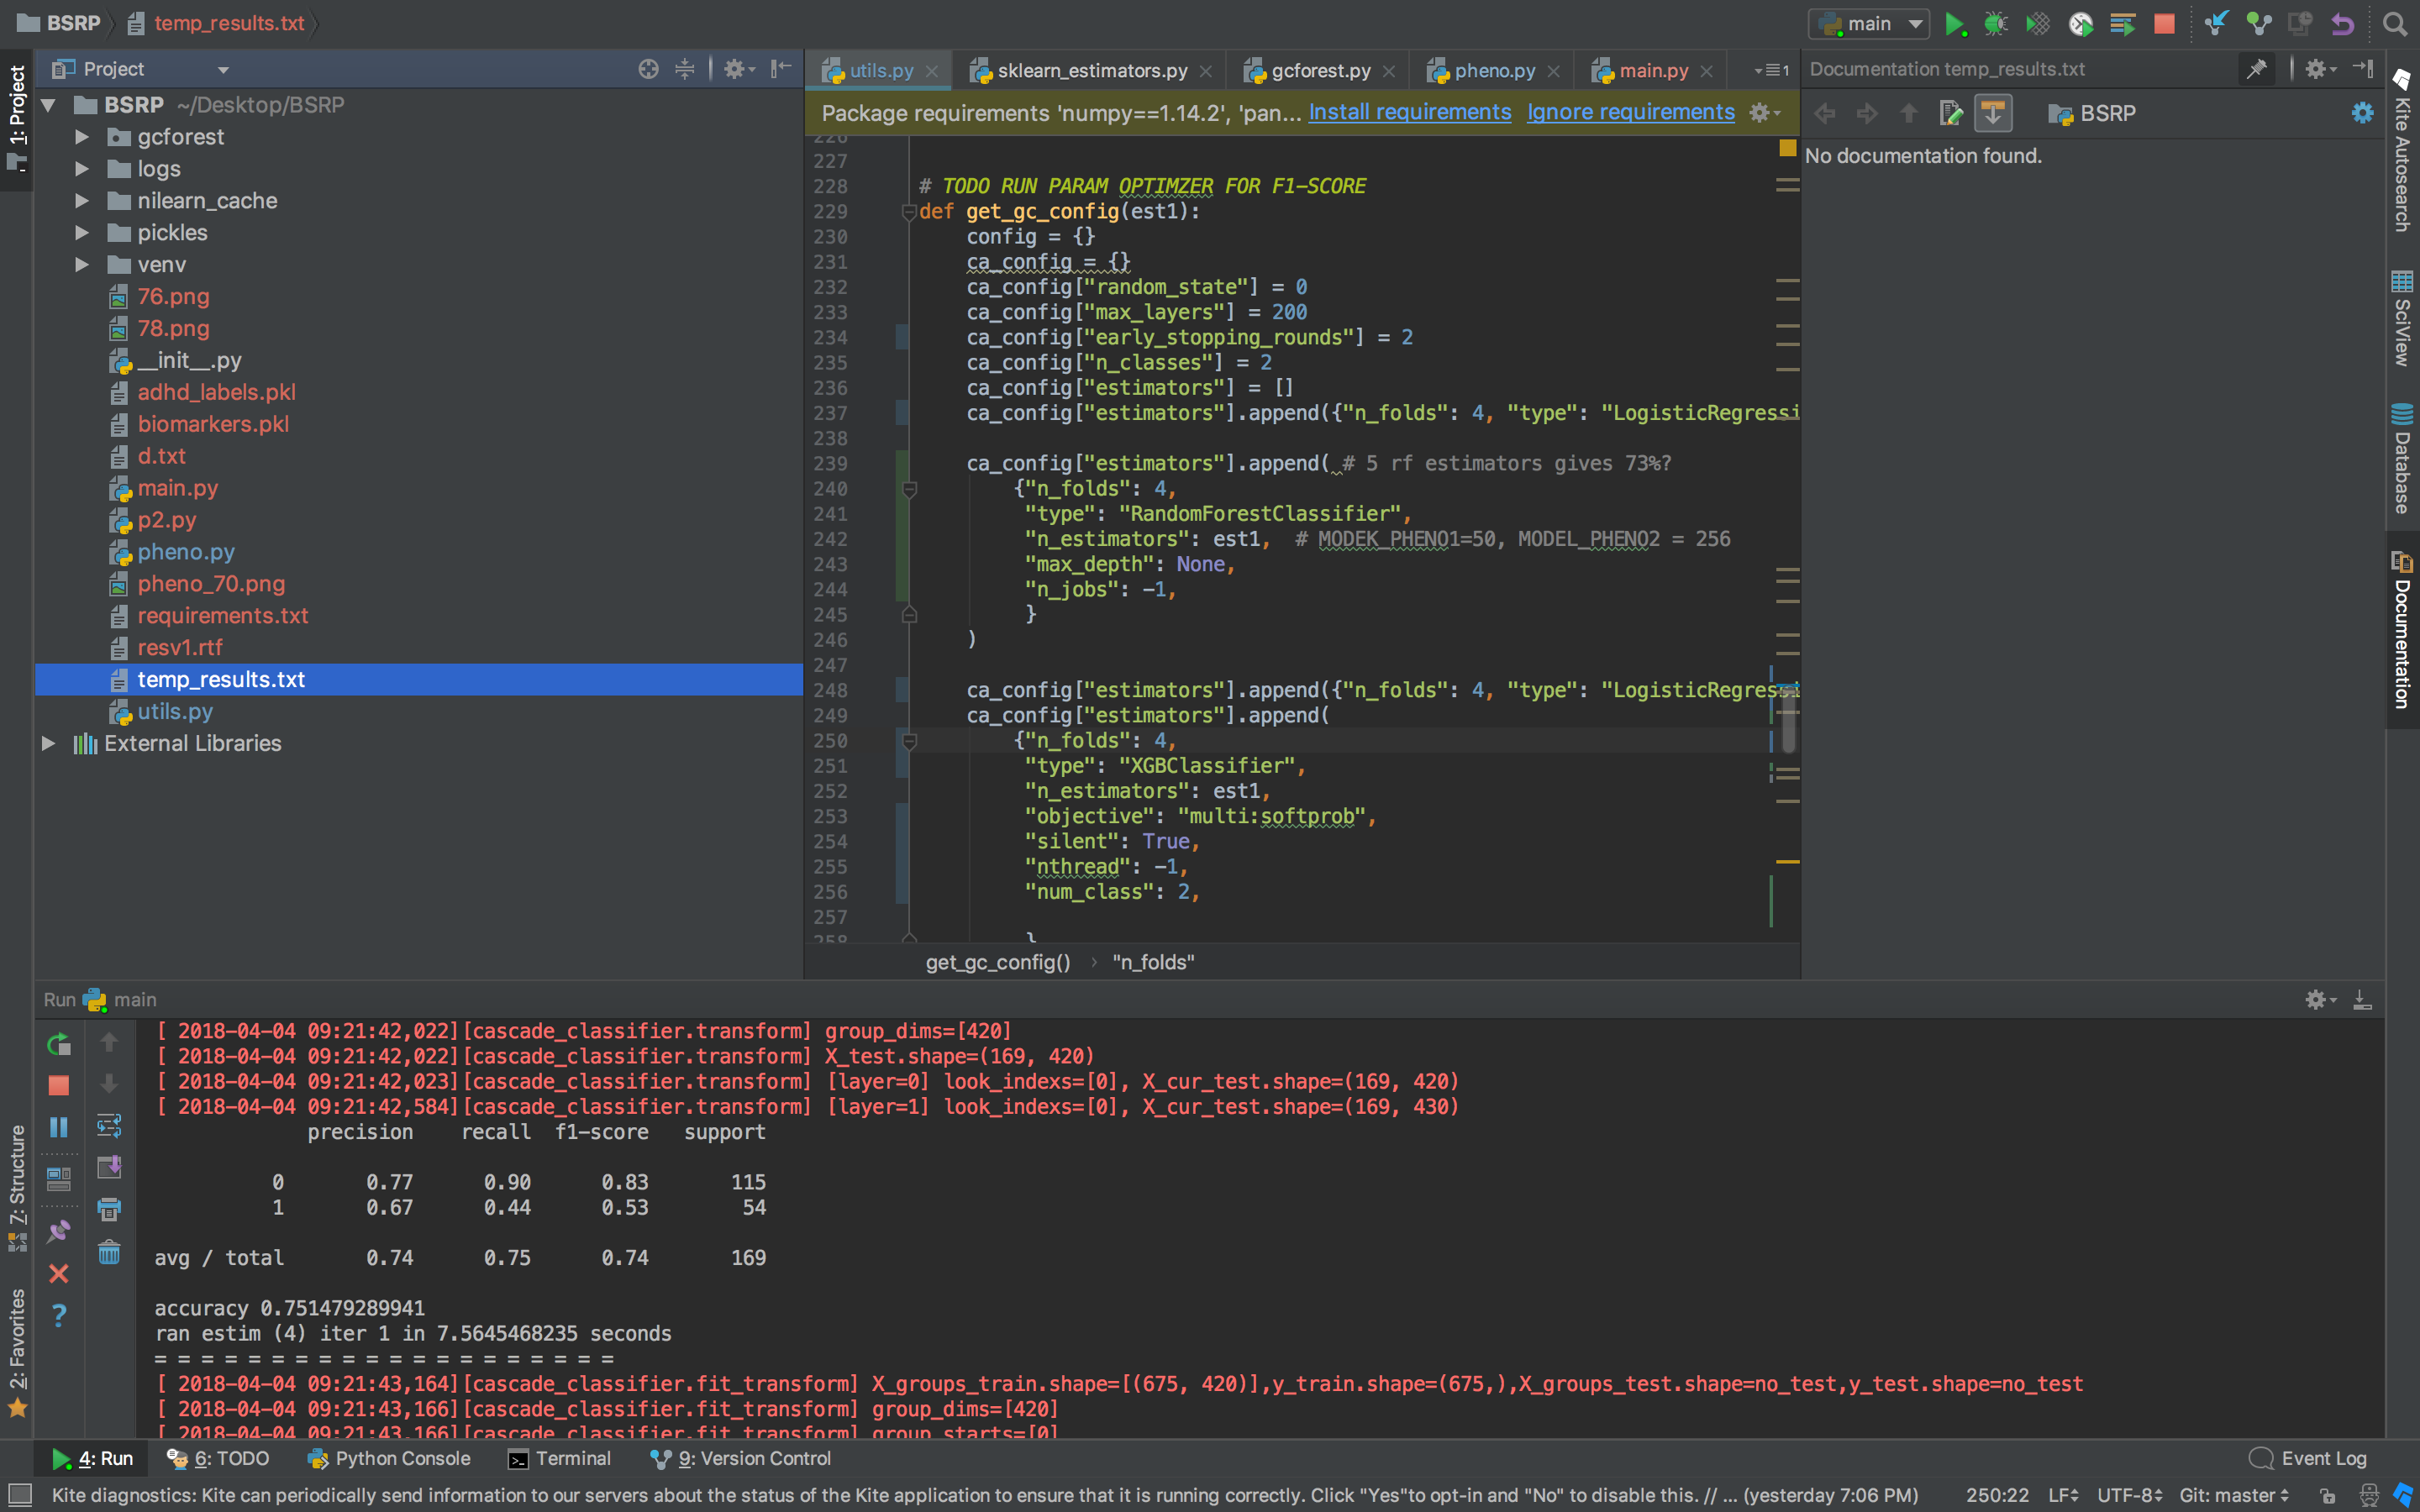 BSRP
temp_results.txt
main
1: Project
Project
BSRP ~/Desktop/BSRP
gcforest
logs
nilearn_cache
pickles
venv
76.png
78.png
__init__.py
adhd_labels.pkl
biomarkers.pkl
d.txt
main.py
p2.py
pheno.py
pheno_70.png
requirements.txt
resv1.rtf
temp_results.txt
utils.py
External Libraries
utils.py
sklearn_estimators.py
gcforest.py
pheno.py
main.py
1
Package requirements 'numpy==1.14.2', 'pan... Install requirements Ignore requirements
227
228 # TODO RUN PARAM OPTIMZER FOR F1-SCORE
229 def get_gc_config(est1):
230 config = {}
231 ca_config = {}
232 ca_config["random_state"] = 0
233 ca_config["max_layers"] = 200
234 ca_config["early_stopping_rounds"] = 2
235 ca_config["n_classes"] = 2
236 ca_config["estimators"] = []
237 ca_config["estimators"].append({"n_folds": 4, "type": "LogisticRegressi
238
239 ca_config["estimators"].append( # 5 rf estimators gives 73%?
240 {"n_folds": 4,
241 "type": "RandomForestClassifier",
242 "n_estimators": est1, # MODEK_PHENO1=50, MODEL_PHENO2 = 256
243 "max_depth": None,
244 "n_jobs": -1,
245 }
246 )
247
248 ca_config["estimators"].append({"n_folds": 4, "type": "LogisticRegressi
249 ca_config["estimators"].append(
250 {"n_folds": 4,
251 "type": "XGBClassifier",
252 "n_estimators": est1,
253 "objective": "multi:softprob",
254 "silent": True,
255 "nthread": -1,
256 "num_class": 2,
257
258 }
get_gc_config() › "n_folds"
Documentation temp_results.txt
BSRP
No documentation found.
Kite Autosearch
SciView
Database
Documentation
Run main
[ 2018-04-04 09:21:42,022][cascade_classifier.transform] group_dims=[420]
[ 2018-04-04 09:21:42,022][cascade_classifier.transform] X_test.shape=(169, 420)
[ 2018-04-04 09:21:42,023][cascade_classifier.transform] [layer=0] look_indexs=[0], X_cur_test.shape=(169, 420)
[ 2018-04-04 09:21:42,584][cascade_classifier.transform] [layer=1] look_indexs=[0], X_cur_test.shape=(169, 430)
precision recall f1-score support
0 0.77 0.90 0.83 115
1 0.67 0.44 0.53 54
avg / total 0.74 0.75 0.74 169
accuracy 0.751479289941
ran estim (4) iter 1 in 7.5645468235 seconds
= = = = = = = = = = = = = = = = = = = =
[ 2018-04-04 09:21:43,164][cascade_classifier.fit_transform] X_groups_train.shape=[(675, 420)],y_train.shape=(675,),X_groups_test.shape=no_test,y_test.shape=no_test
[ 2018-04-04 09:21:43,166][cascade_classifier.fit_transform] group_dims=[420]
[ 2018-04-04 09:21:43,166][cascade_classifier.fit_transform] group_starts=[0]
7: Structure
2: Favorites
4: Run
6: TODO
Python Console
Terminal
9: Version Control
Event Log
Kite diagnostics: Kite can periodically send information to our servers about the status of the Kite application to ensure that it is running correctly. Click "Yes"to opt-in and "No" to disable this. // ... (yesterday 7:06 PM)
250:22 LF UTF-8 Git: master